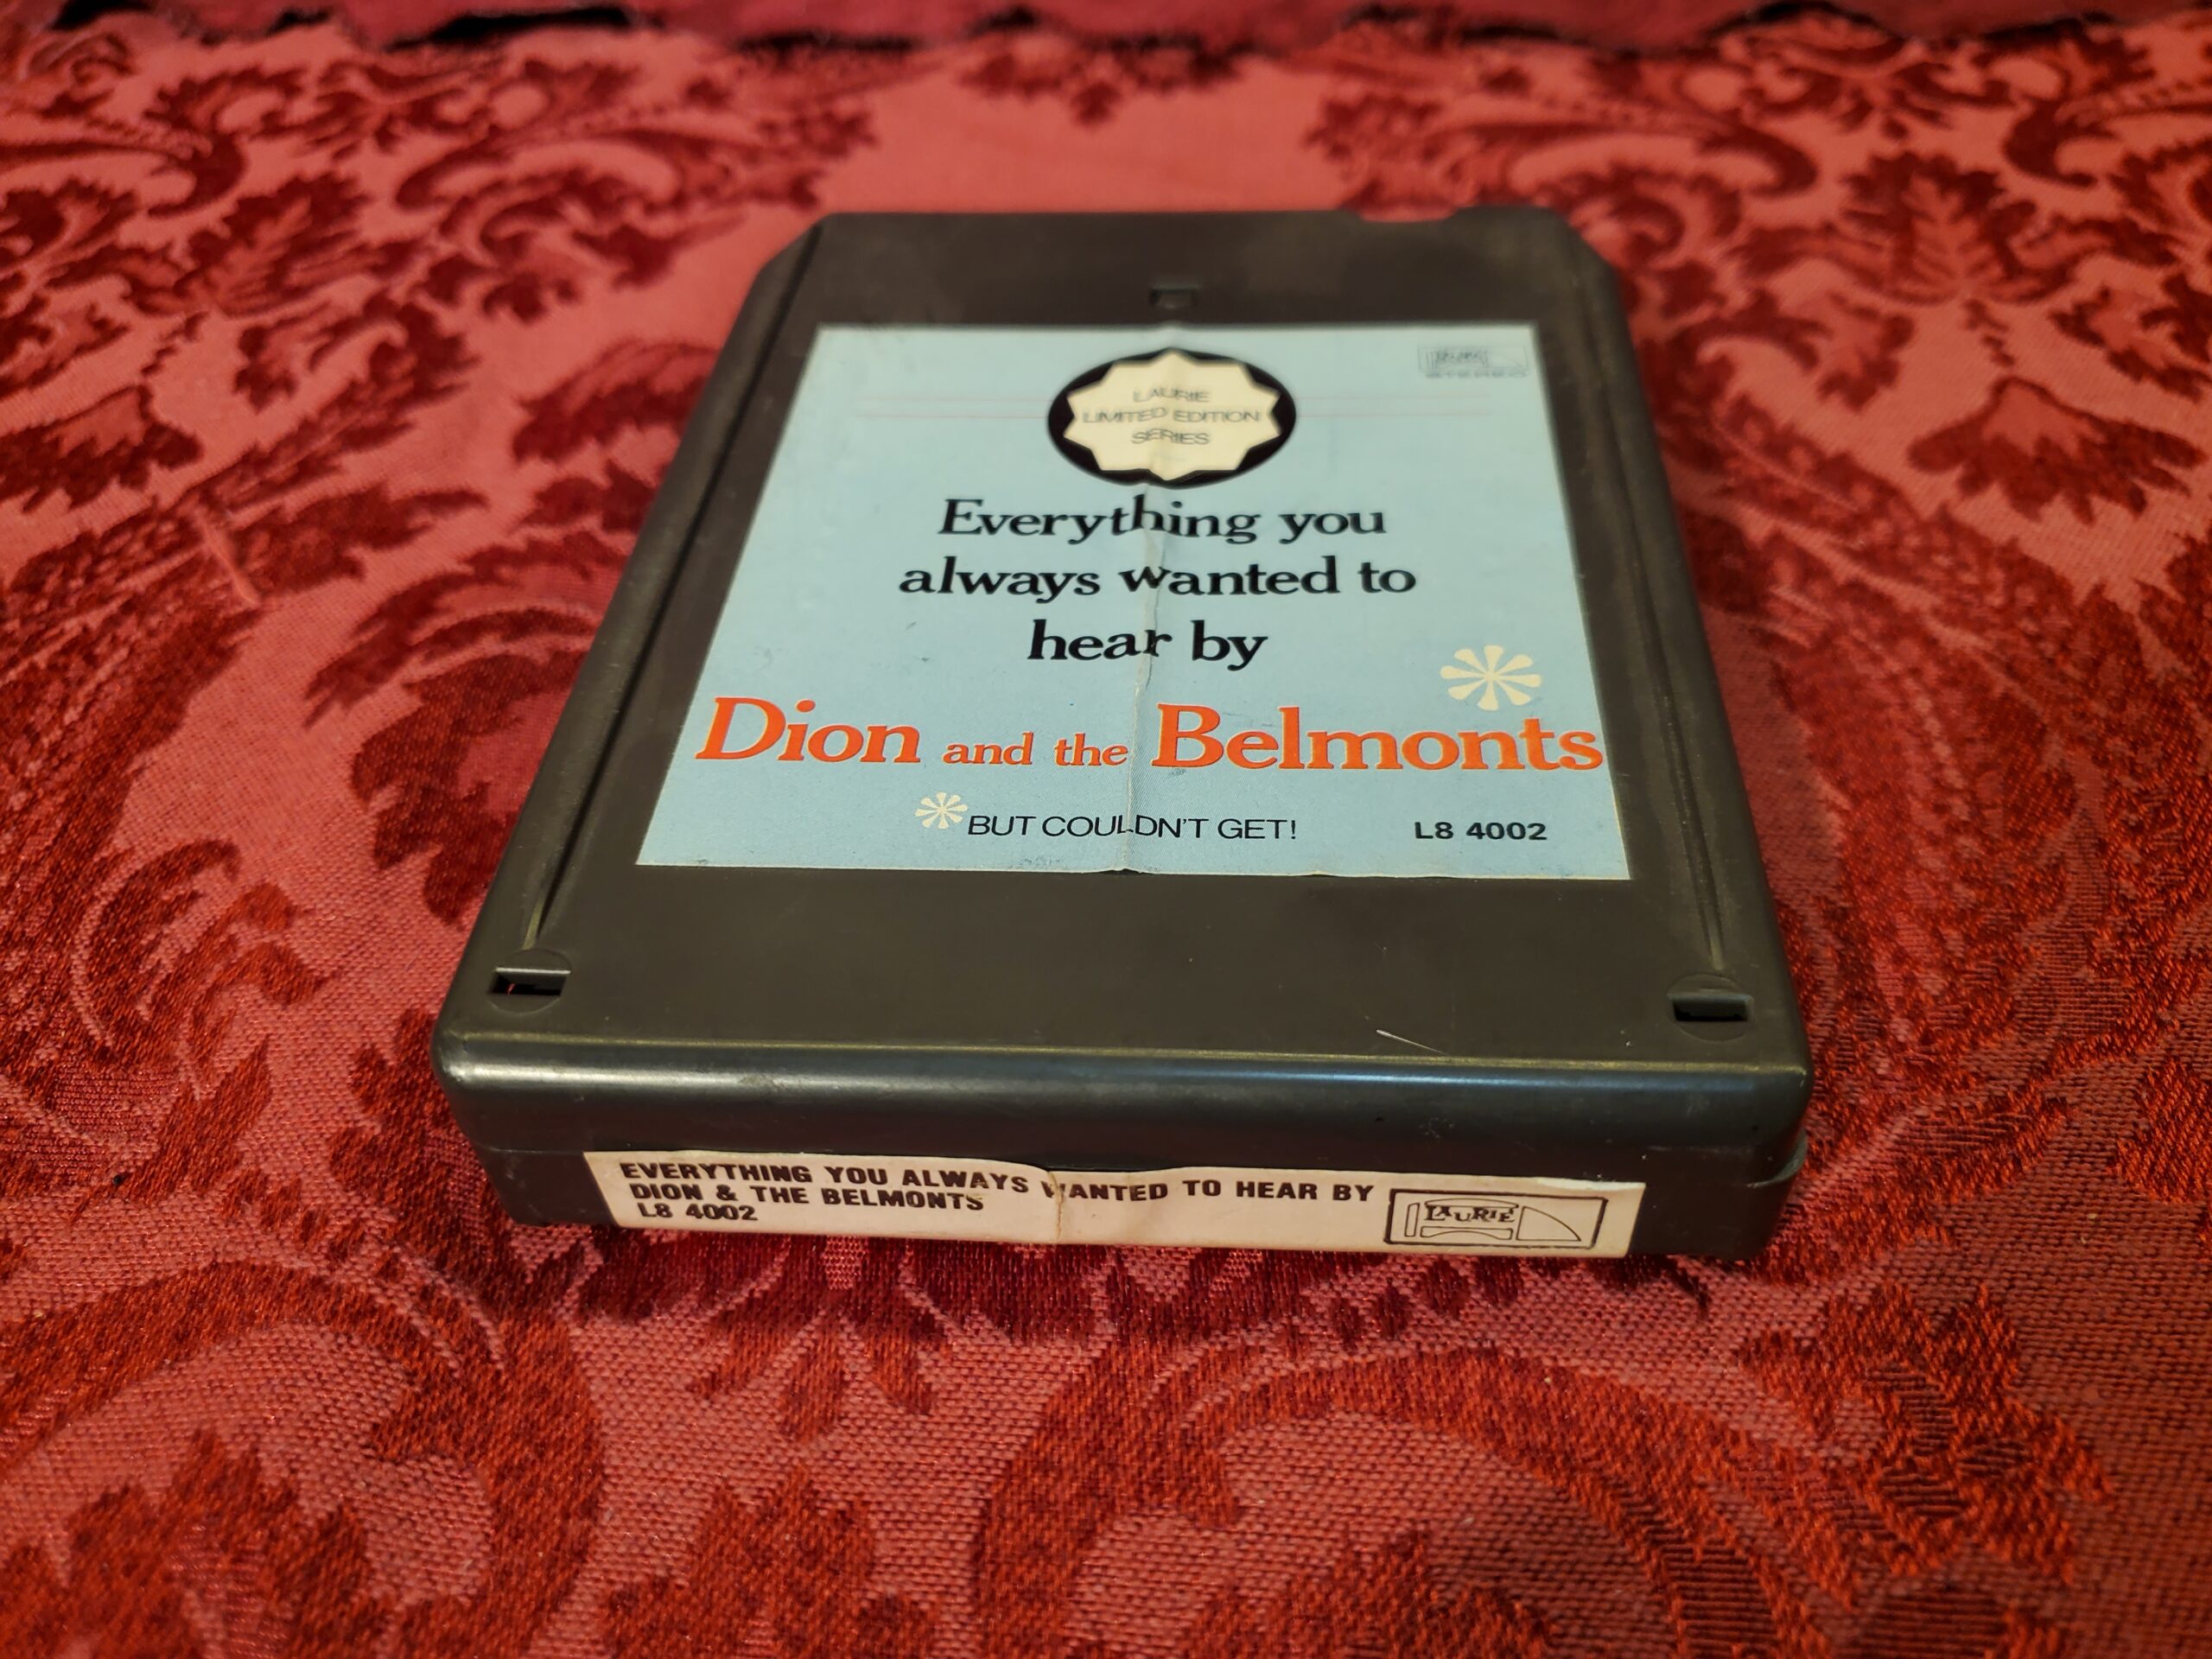 LAURIE
LIMITED EDITION
SERIES
STEREO
Everything you
always wanted to
hear by
Dion and the Belmonts*
*BUT COULDN'T GET!
L8 4002
EVERYTHING YOU ALWAYS WANTED TO HEAR BY
DION & THE BELMONTS
L8 4002
LAURIE